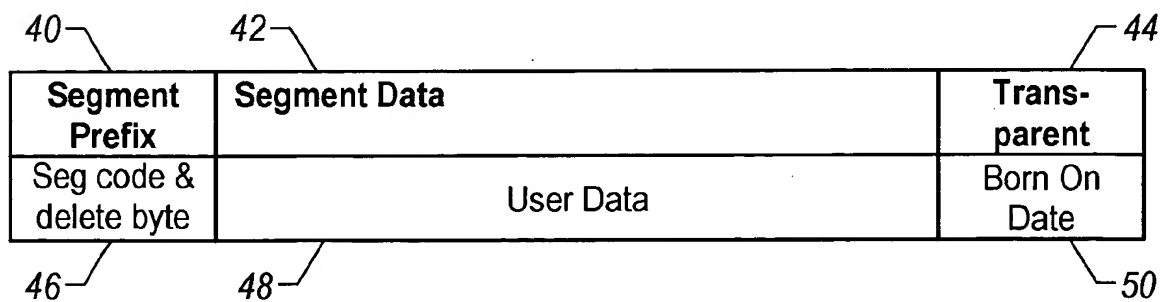 40 42 44
Segment Prefix Segment Data Trans-parent
Seg code & delete byte User Data Born On Date
46 48 50